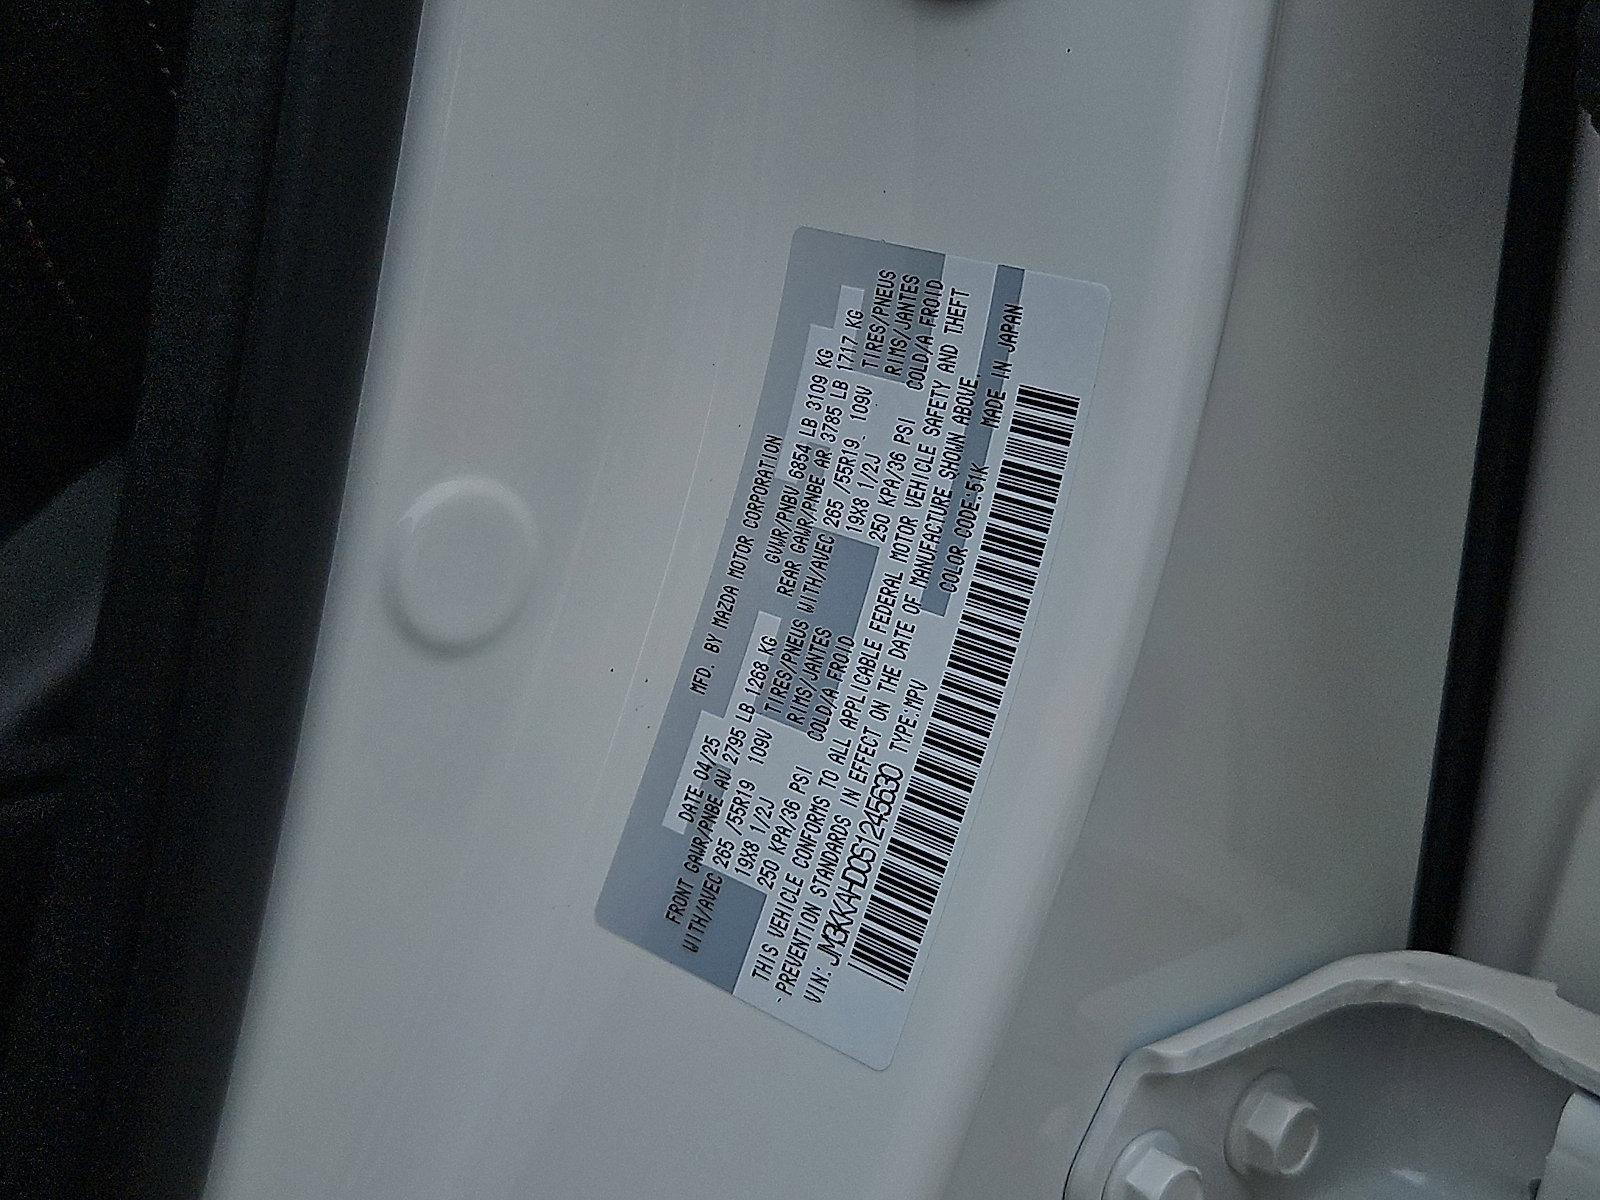 MFD. BY MAZDA MOTOR CORPORATION
DATE 04/25 GVWR/PNBV 6854 LB 3109 KG
FRONT GAWR/PNBE AV 2795 LB 1268 KG REAR GAWR/PNBE AR 3785 LB 1717 KG
WITH/AVEC 265 /55R19 109V TIRES/PNEUS WITH/AVEC 265 /55R19 109V TIRES/PNEUS
19X8 1/2J RIMS/JANTES 19X8 1/2J RIMS/JANTES
250 KPA/36 PSI COLD/A FROID 250 KPA/36 PSI COLD/A FROID
THIS VEHICLE CONFORMS TO ALL APPLICABLE FEDERAL MOTOR VEHICLE SAFETY AND THEFT
PREVENTION STANDARDS IN EFFECT ON THE DATE OF MANUFACTURE SHOWN ABOVE.
VIN: JM3KKAHD0S1245630 TYPE:MPV COLOR CODE:51K MADE IN JAPAN